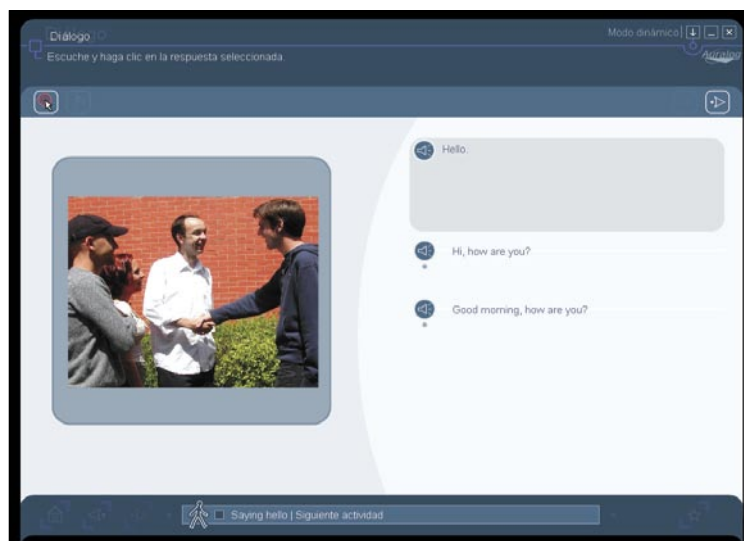 Diálogo
Modo dinámico
Escuche y haga clic en la respuesta seleccionada.
Auralog
Hello.
Hi, how are you?
Good morning, how are you?
Saying hello | Siguiente actividad